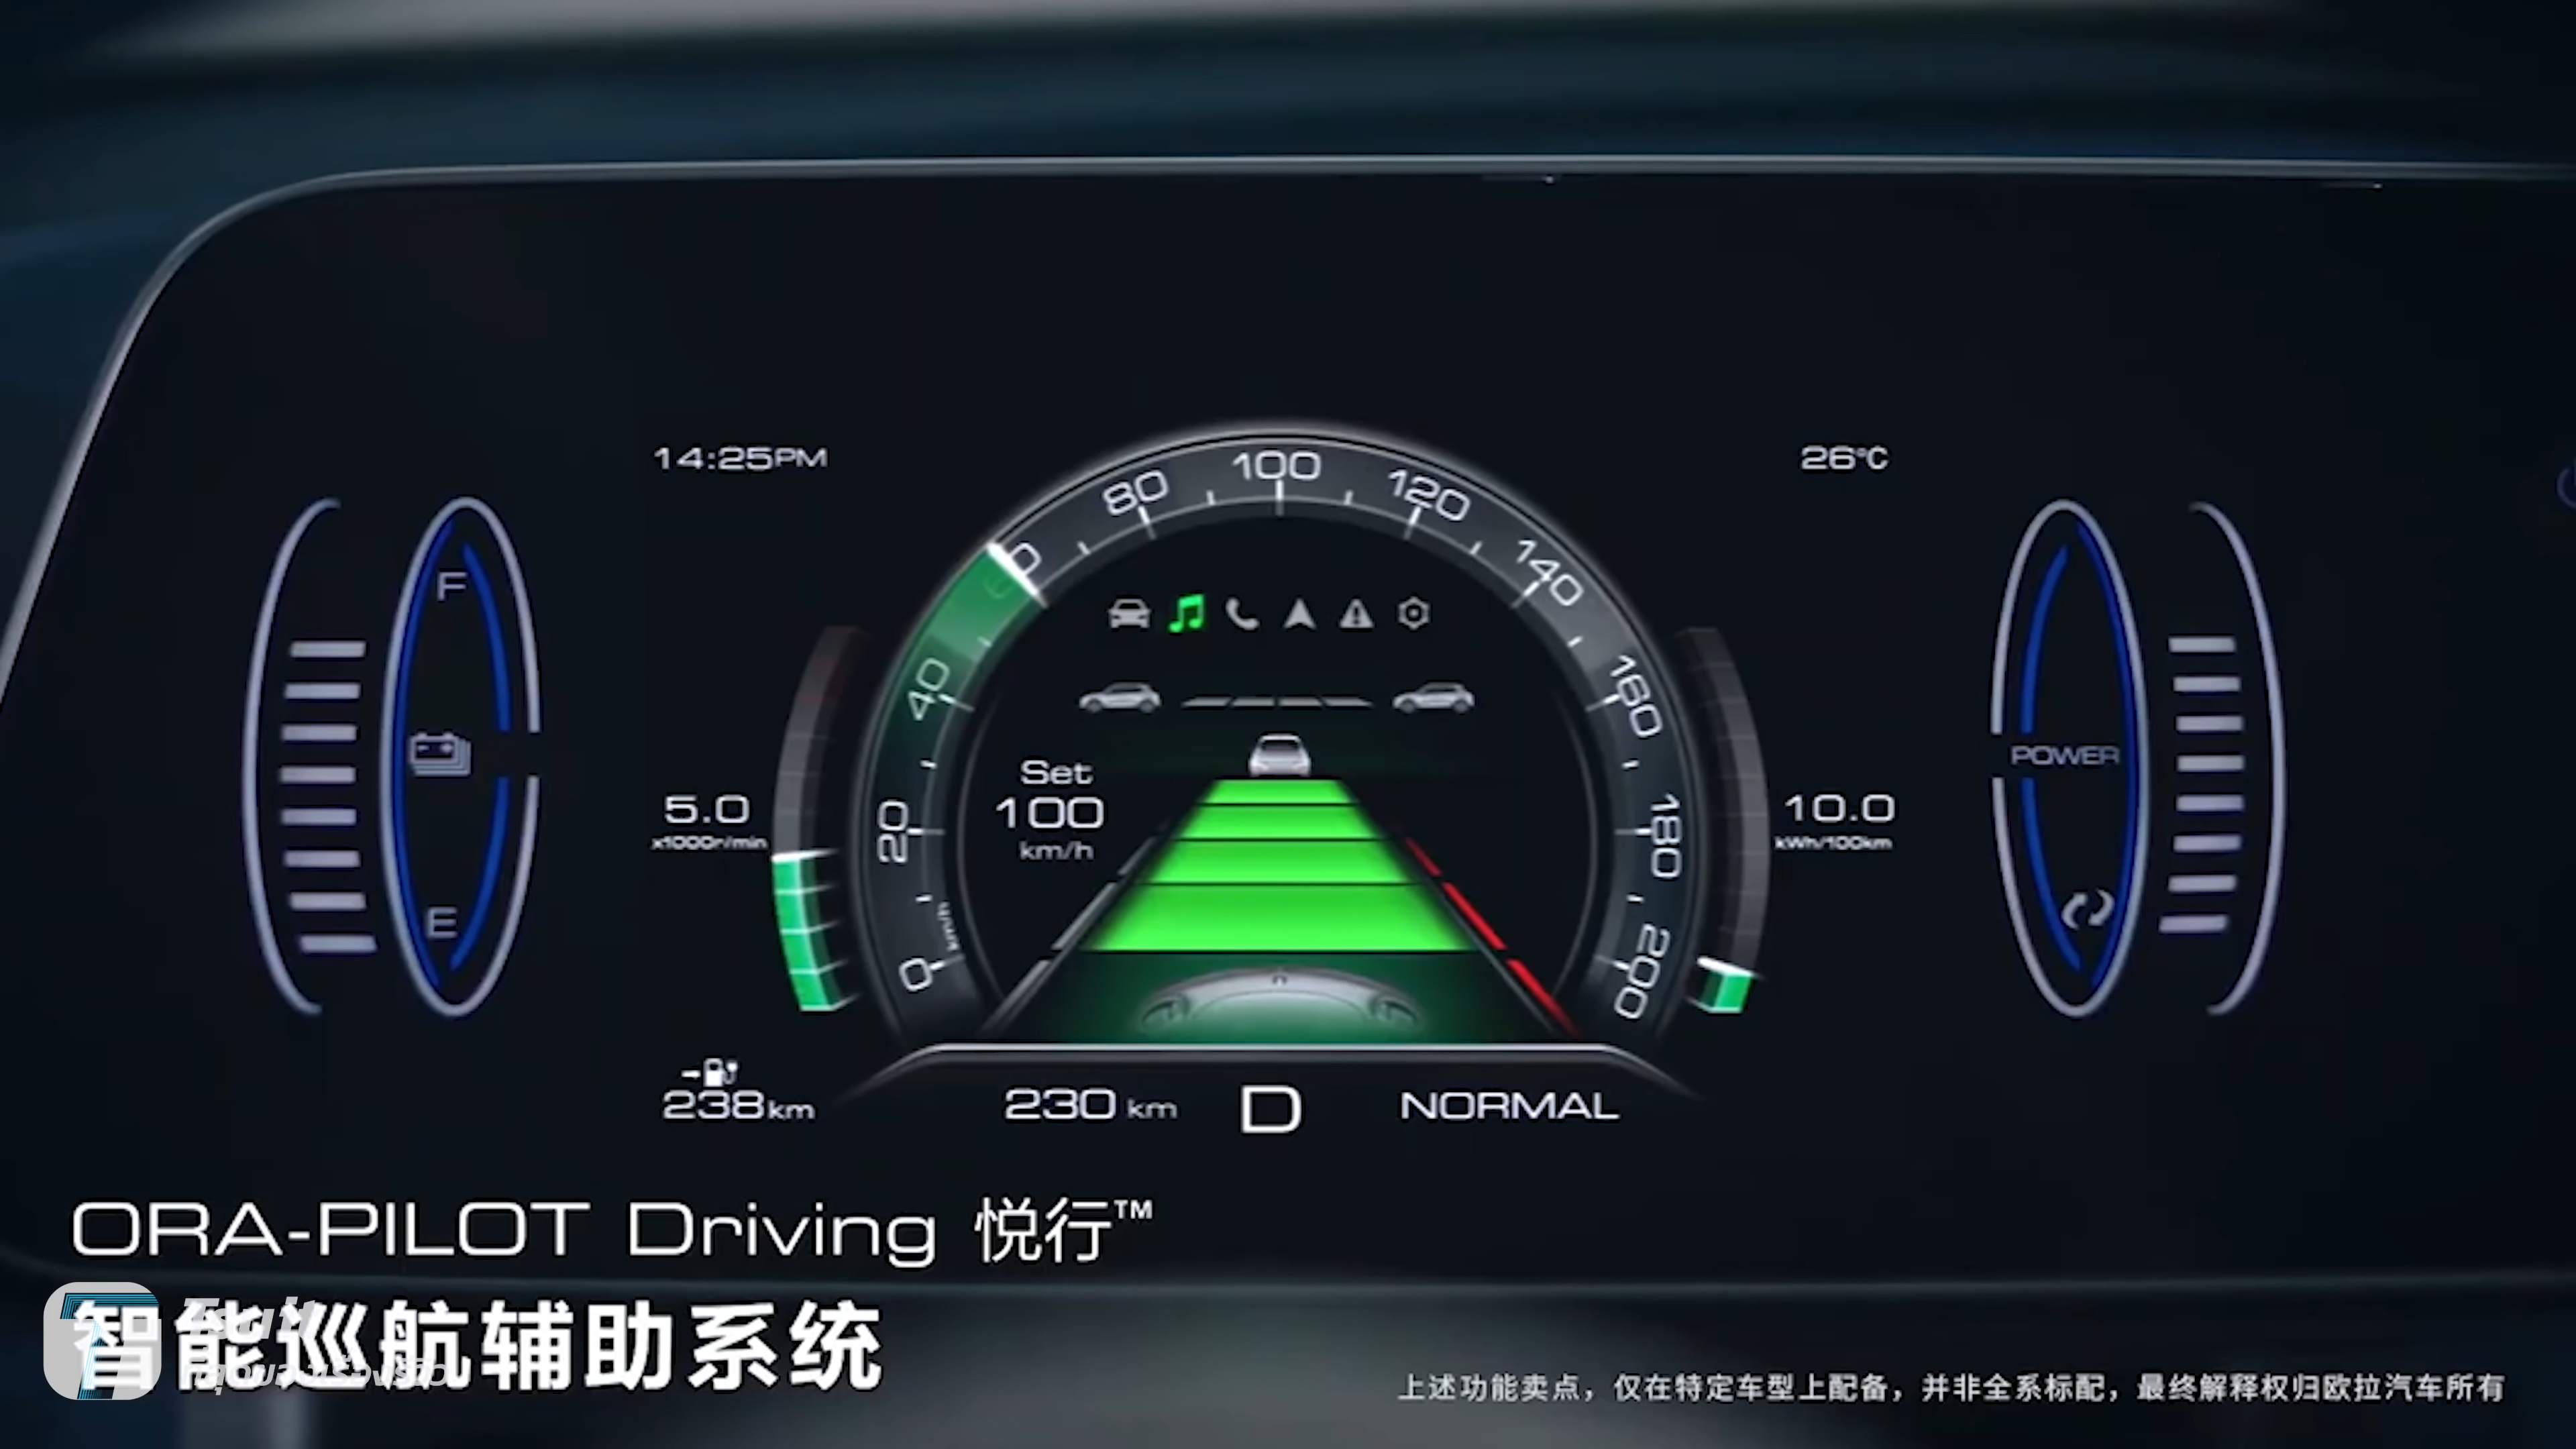 14:25PM
26°C
0
20
40
80
100
120
140
160
180
200
F
E
POWER
Set
100
km/h
5.0
x1000r/min
10.0
kWh/100km
238km
230 km
D
NORMAL
ORA-PILOT Driving 悦行™
智能巡航辅助系统
上述功能卖点，仅在特定车型上配备，并非全系标配，最终解释权归欧拉汽车所有